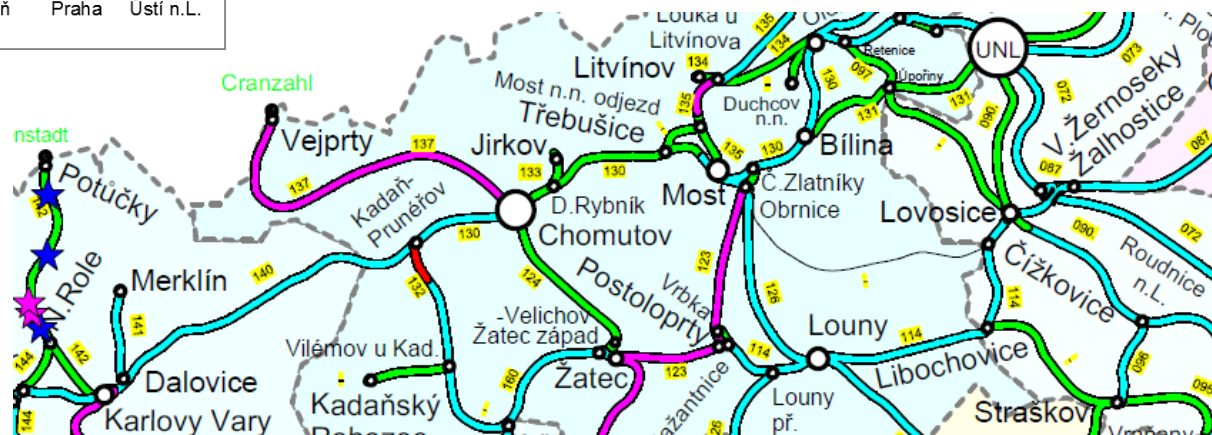 Praha
Ústí n.L.
Louka u
Litvínova
135
134
Litvínov
134
Retenice
UNL
097
Úpořiny
073
Cranzahl
Most n.n. odjezd
Třebušice
135
Duchcov
n.n.
130
131
131
090.
072
V.Žernoseky
Žalhostice
087
Vejprty
137
Jirkov
133
130
135
130
Bílina
087
nstadt
Potůčky
137
Kadaň-
Prunéřov
D.Rybník
Chomutov
Most
Č.Zlatníky
Obrnice
Lovosice
090.
072
142
130
Merklín
140
132
124
Postoloprty
123
126
Čížkovice
Roudnice
n.L.
N.Role
141
-Velichov
Žatec západ
Vrbka
Louny
114
144
142
Vilémov u Kad.
114
114
Libochovice
096
Dalovice
Karlovy Vary
160
Žatec
123
Kadaňský
Louny
př.
Straškov
095
144
126